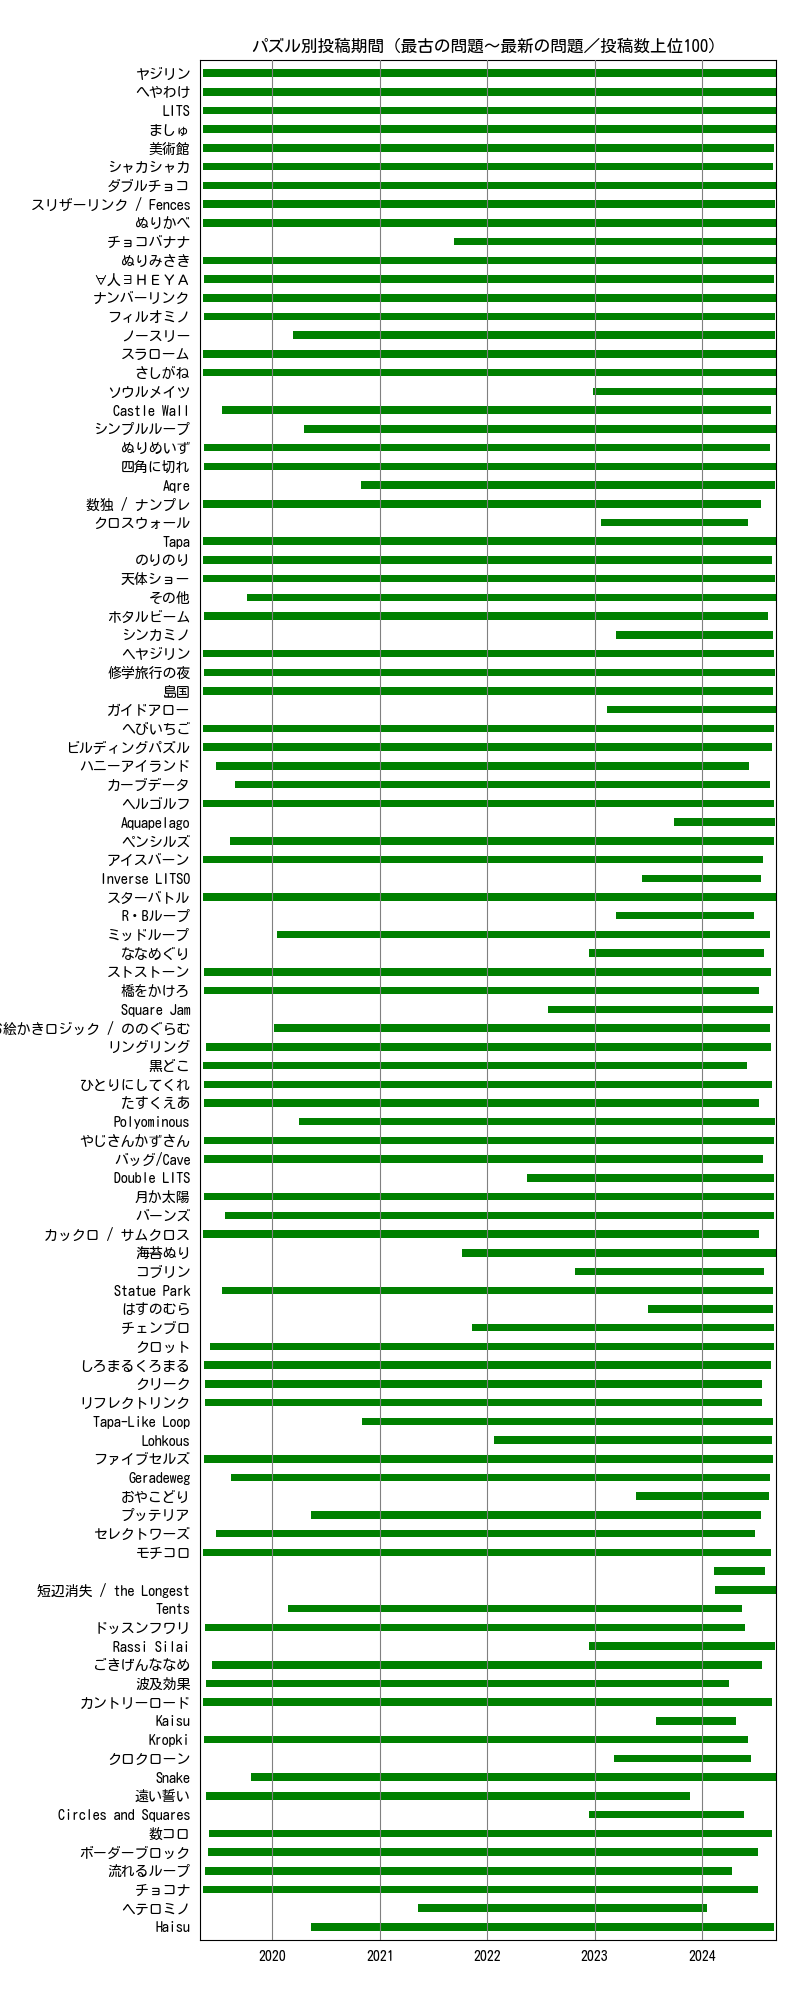 パズル別投稿期間（最古の問題～最新の問題／投稿数上位100）
ヤジリン
へやわけ
LITS
ましゅ
美術館
シャカシャカ
ダブルチョコ
スリザーリンク / Fences
ぬりかべ
チョコバナナ
ぬりみさき
∀人∃ＨＥＹＡ
ナンバーリンク
フィルオミノ
ノースリー
スラローム
さしがね
ソウルメイツ
Castle Wall
シンプルループ
ぬりめいず
四角に切れ
Aqre
数独 / ナンプレ
クロスウォール
Tapa
のりのり
天体ショー
その他
ホタルビーム
シンカミノ
ヘヤジリン
修学旅行の夜
島国
ガイドアロー
へびいちご
ビルディングパズル
ハニーアイランド
カーブデータ
ヘルゴルフ
Aquapelago
ペンシルズ
アイスバーン
Inverse LITSO
スターバトル
R・Bループ
ミッドループ
ななめぐり
ストストーン
橋をかけろ
Square Jam
絵かきロジック / ののぐらむ
リングリング
黒どこ
ひとりにしてくれ
たすくえあ
Polyominous
やじさんかずさん
バッグ/Cave
Double LITS
月か太陽
バーンズ
カックロ / サムクロス
海苔ぬり
コブリン
Statue Park
はすのむら
チェンブロ
クロット
しろまるくろまる
クリーク
リフレクトリンク
Tapa-Like Loop
Lohkous
ファイブセルズ
Geradeweg
おやこどり
プッテリア
セレクトワーズ
モチコロ
短辺消失 / the Longest
Tents
ドッスンフワリ
Rassi Silai
ごきげんななめ
波及効果
カントリーロード
Kaisu
Kropki
クロクローン
Snake
遠い誓い
Circles and Squares
数コロ
ボーダーブロック
流れるループ
チョコナ
ヘテロミノ
Haisu
2020 2021 2022 2023 2024